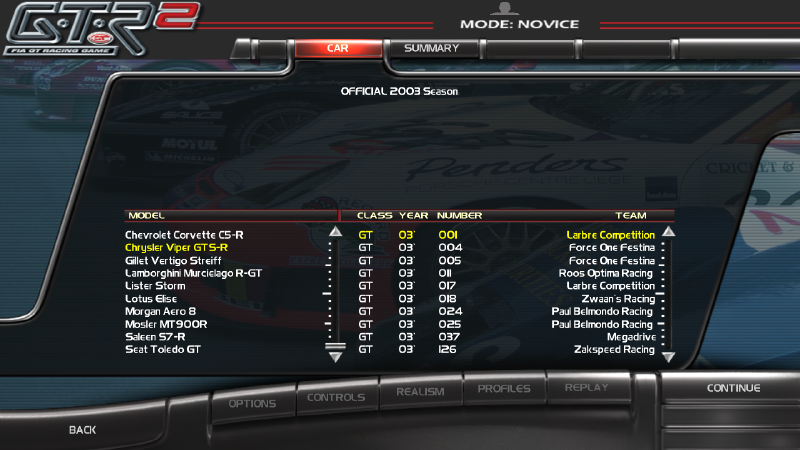 G.T.R 2
FIA GT RACING GAME
MODE: NOVICE
CAR SUMMARY
OFFICIAL 2003 Season
MOTUL
MICHELIN
Penders
CRICKET &
MODEL CLASS YEAR NUMBER TEAM
Chevrolet Corvette C5-R GT 03' 001 Larbre Competition
Chrysler Viper GTS-R GT 03' 004 Force One Festina
Gillet Vertigo Streiff GT 03' 005 Force One Festina
Lamborghini Murcielago R-GT GT 03' 011 Roos Optima Racing
Lister Storm GT 03' 017 Larbre Competition
Lotus Elise GT 03' 018 Zwaan's Racing
Morgan Aero 8 GT 03' 024 Paul Belmondo Racing
Mosler MT900R GT 03' 025 Paul Belmondo Racing
Saleen S7-R GT 03' 037 Megadrive
Seat Toledo GT GT 03' 126 Zakspeed Racing
BACK OPTIONS CONTROLS REALISM PROFILES REPLAY CONTINUE